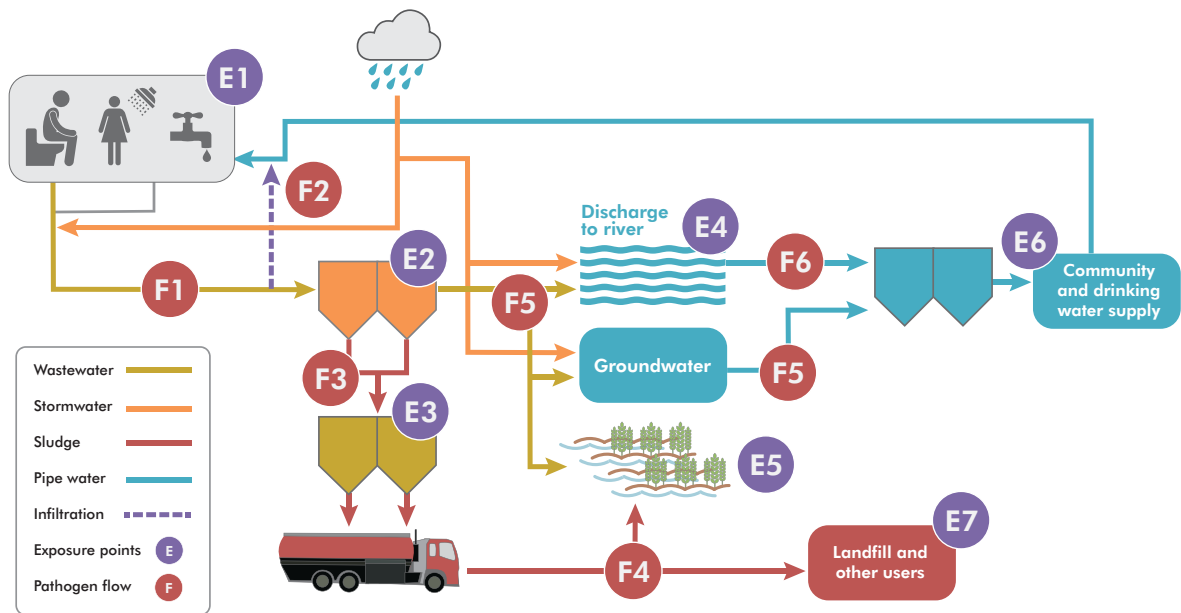 E1
F2
Discharge
to river
E4
E2
F6
E6
Community
and drinking
water supply
F1
F5
Groundwater
F5
F3
E3
E5
Wastewater
Stormwater
Sludge
Pipe water
Infiltration
Exposure points E
Pathogen flow F
F4
E7
Landfill and
other users